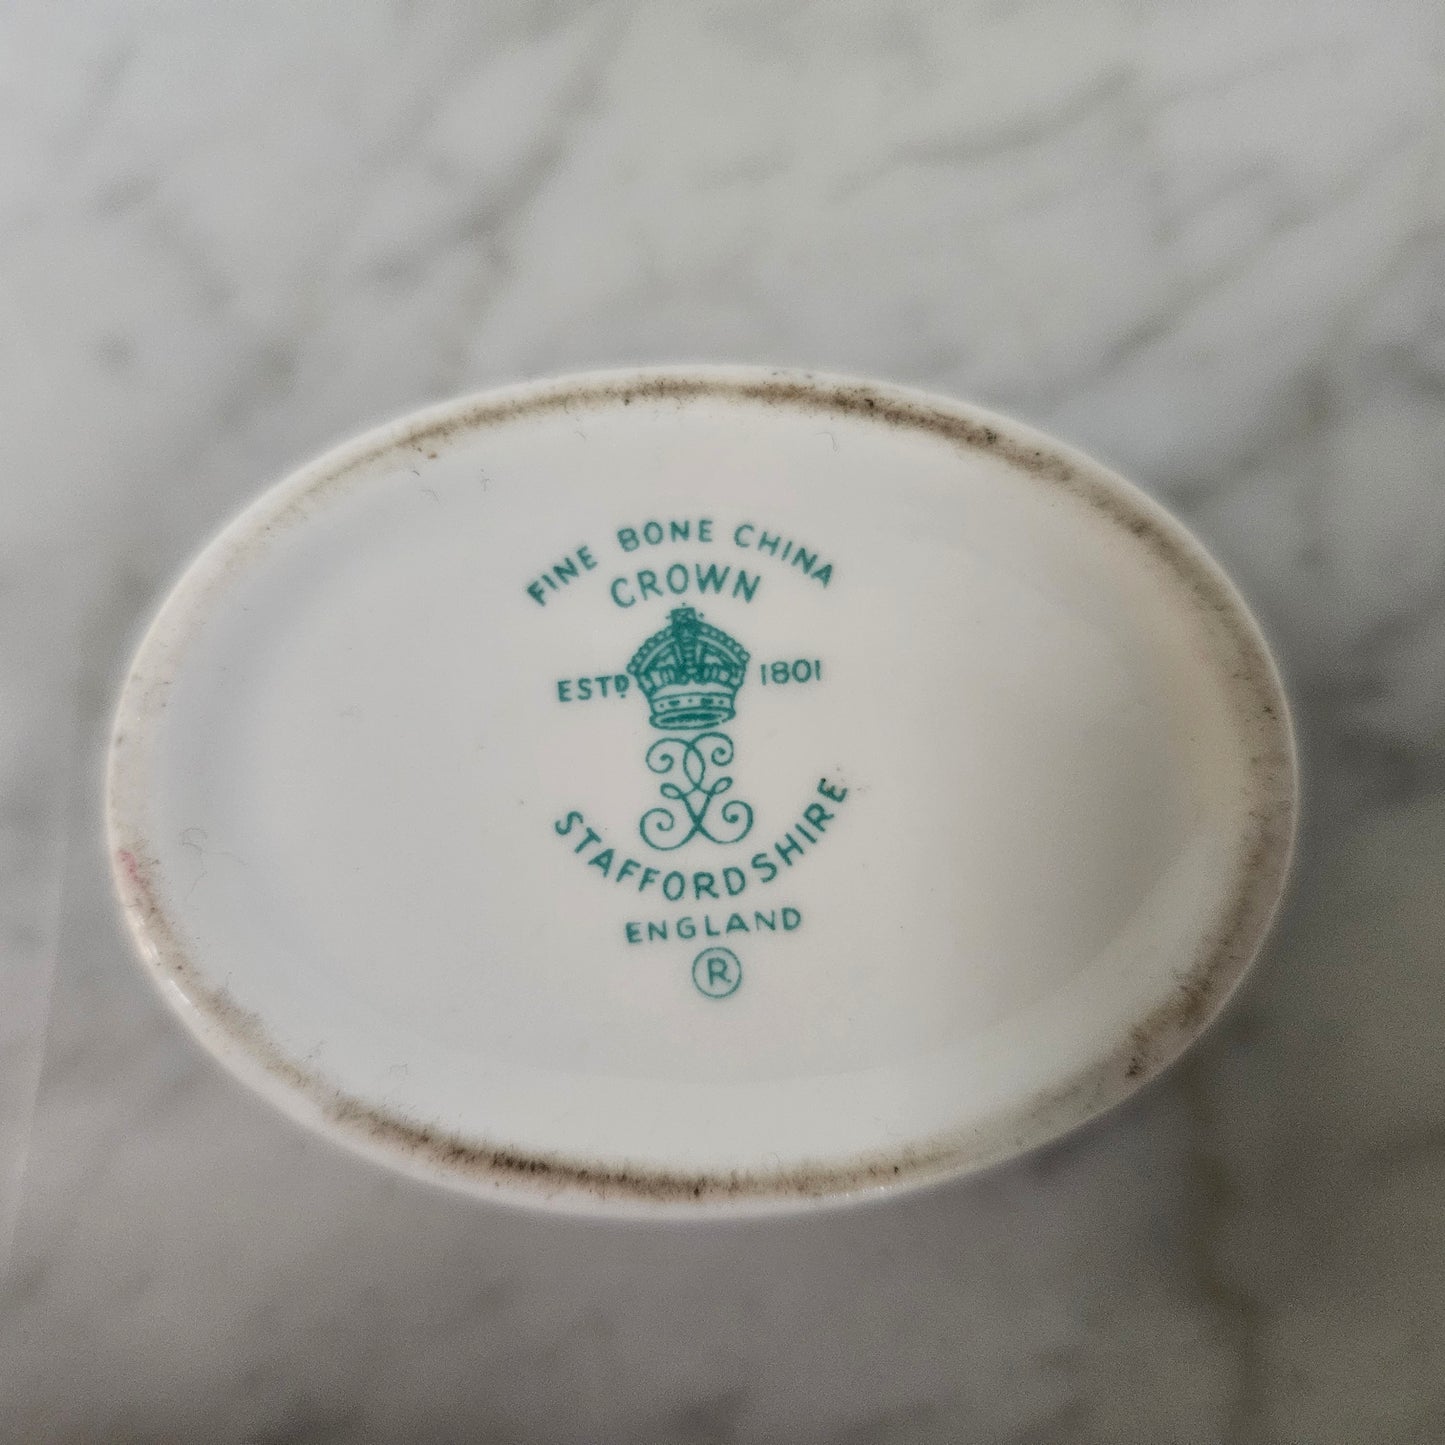 FINE BONE CHINA
CROWN
ESTD 1801
STAFFORDSHIRE
ENGLAND
®